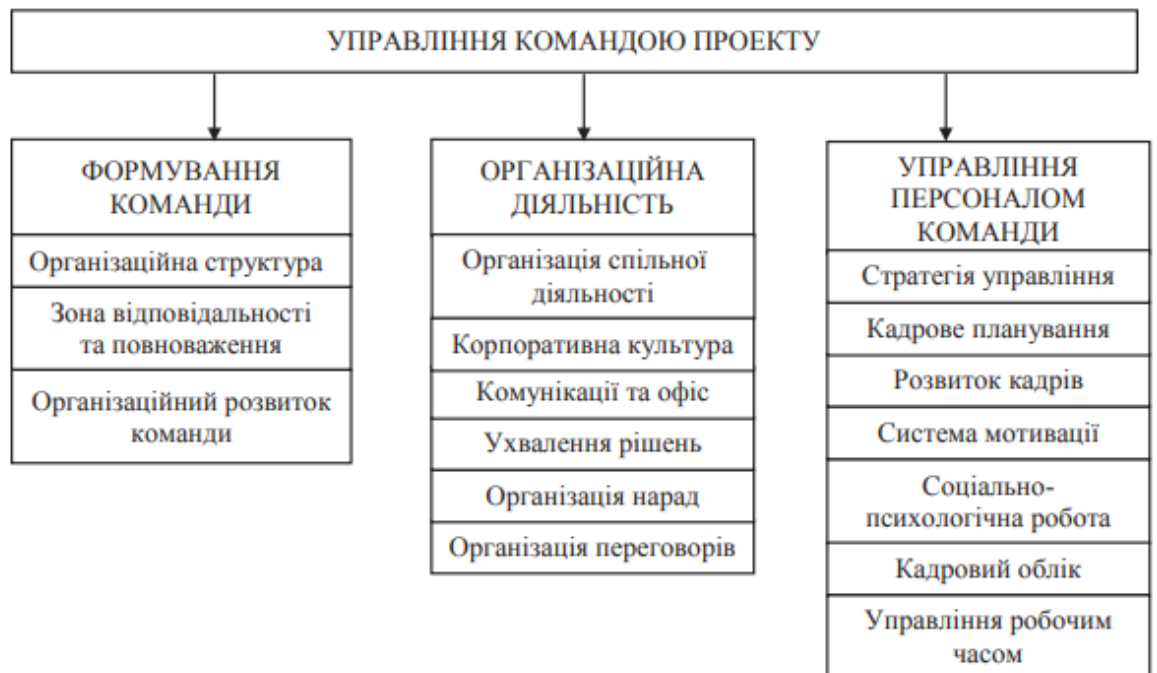 УПРАВЛІННЯ КОМАНДОЮ ПРОЕКТУ
ФОРМУВАННЯ
КОМАНДИ
Організаційна структура
Зона відповідальності
та повноваження
Організаційний розвиток
команди
ОРГАНІЗАЦІЙНА
ДІЯЛЬНІСТЬ
Організація спільної
діяльності
Корпоративна культура
Комунікації та офіс
Ухвалення рішень
Організація нарад
Організація переговорів
УПРАВЛІННЯ
ПЕРСОНАЛОМ
КОМАНДИ
Стратегія управління
Кадрове планування
Розвиток кадрів
Система мотивації
Соціально-
психологічна робота
Кадровий облік
Управління робочим
часом